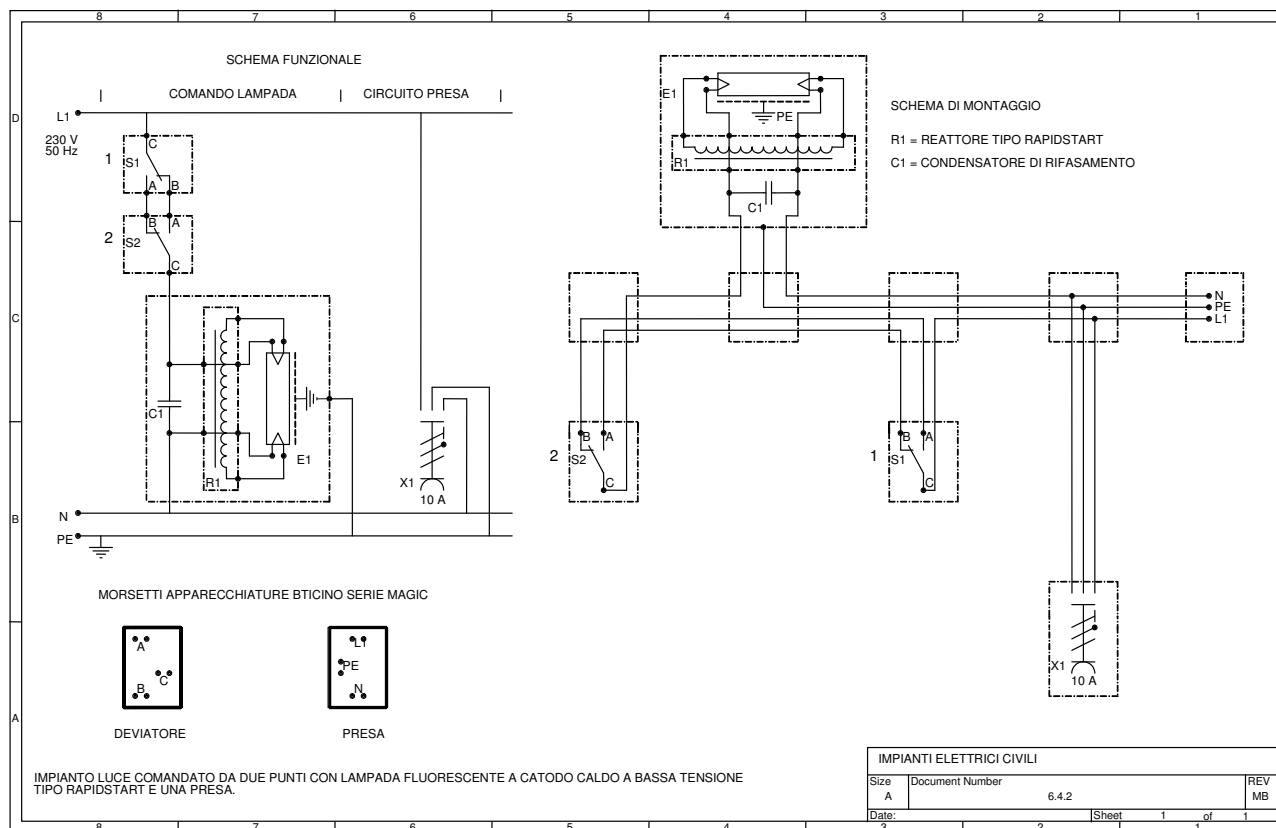 8 7 6 5 4 3 2 1
D
C
B
A
SCHEMA FUNZIONALE
COMANDO LAMPADA
CIRCUITO PRESA
L1
230 V
50 Hz
1
S1
C
A B
2
S2
B A
C
C1
R1
E1
X1
10 A
N
PE
MORSETTI APPARECCHIATURE BTICINO SERIE MAGIC
A
C
B
DEVIATORE
L1
PE
N
PRESA
IMPIANTO LUCE COMANDATO DA DUE PUNTI CON LAMPADA FLUORESCENTE A CATODO CALDO A BASSA TENSIONE
TIPO RAPIDSTART E UNA PRESA.
E1
PE
R1
C1
SCHEMA DI MONTAGGIO
R1 = REATTORE TIPO RAPIDSTART
C1 = CONDENSATORE DI RIFASAMENTO
N
PE
L1
2
B A
S2
C
1
B A
S1
C
X1
10 A
IMPIANTI ELETTRICI CIVILI
Size Document Number REV
A 6.4.2 MB
Date: Sheet 1 of 1
8 7 6 5 4 3 2 1